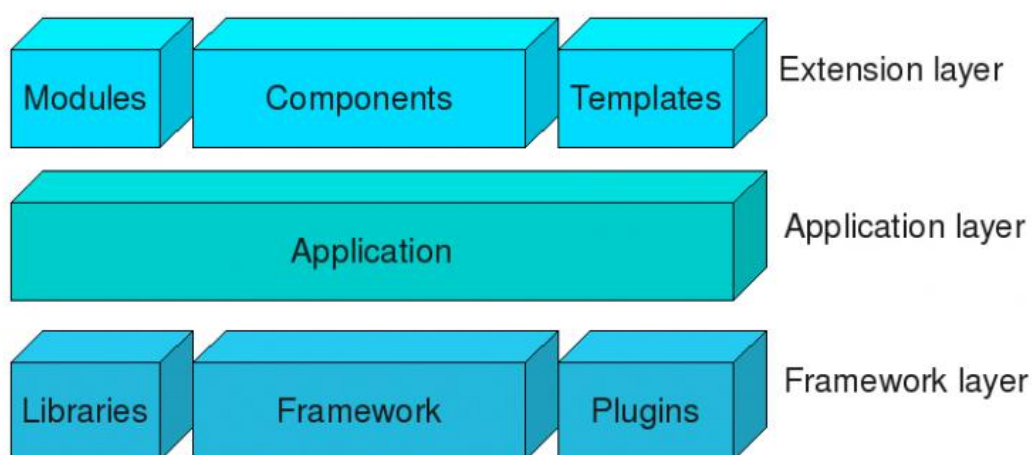 Modules
Components
Templates
Extension layer
Application
Application layer
Libraries
Framework
Plugins
Framework layer